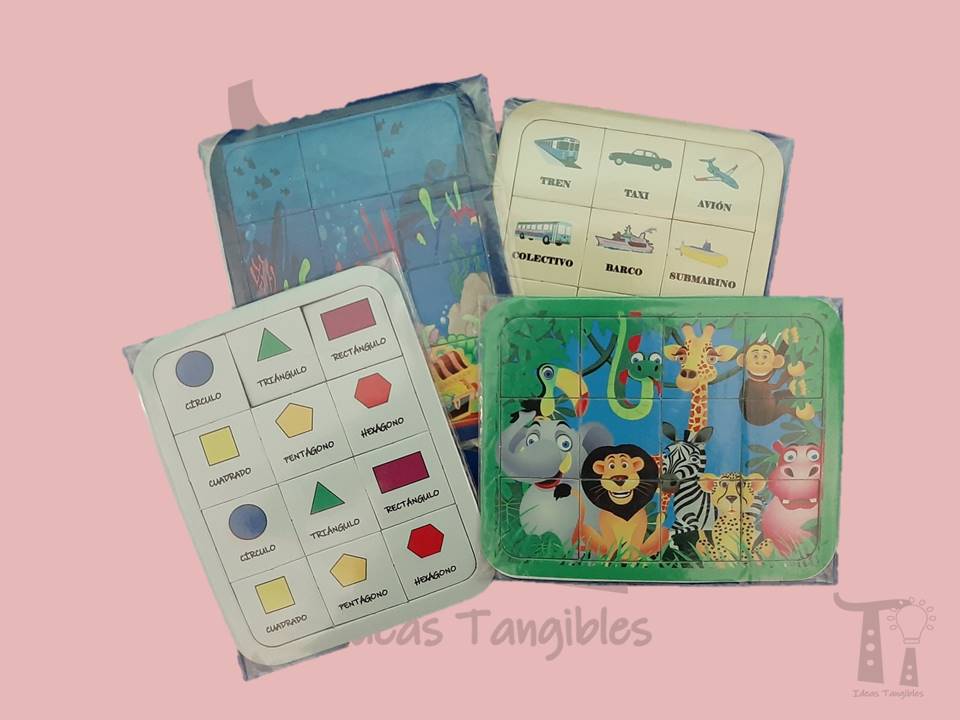 TREN
TAXI
AVIÓN
COLECTIVO
BARCO
SUBMARINO
CÍRCULO
TRIÁNGULO
RECTÁNGULO
CUADRADO
PENTÁGONO
HEXÁGONO
CÍRCULO
TRIÁNGULO
RECTÁNGULO
CUADRADO
PENTÁGONO
HEXÁGONO
Ideas Tangibles
Ideas Tangibles